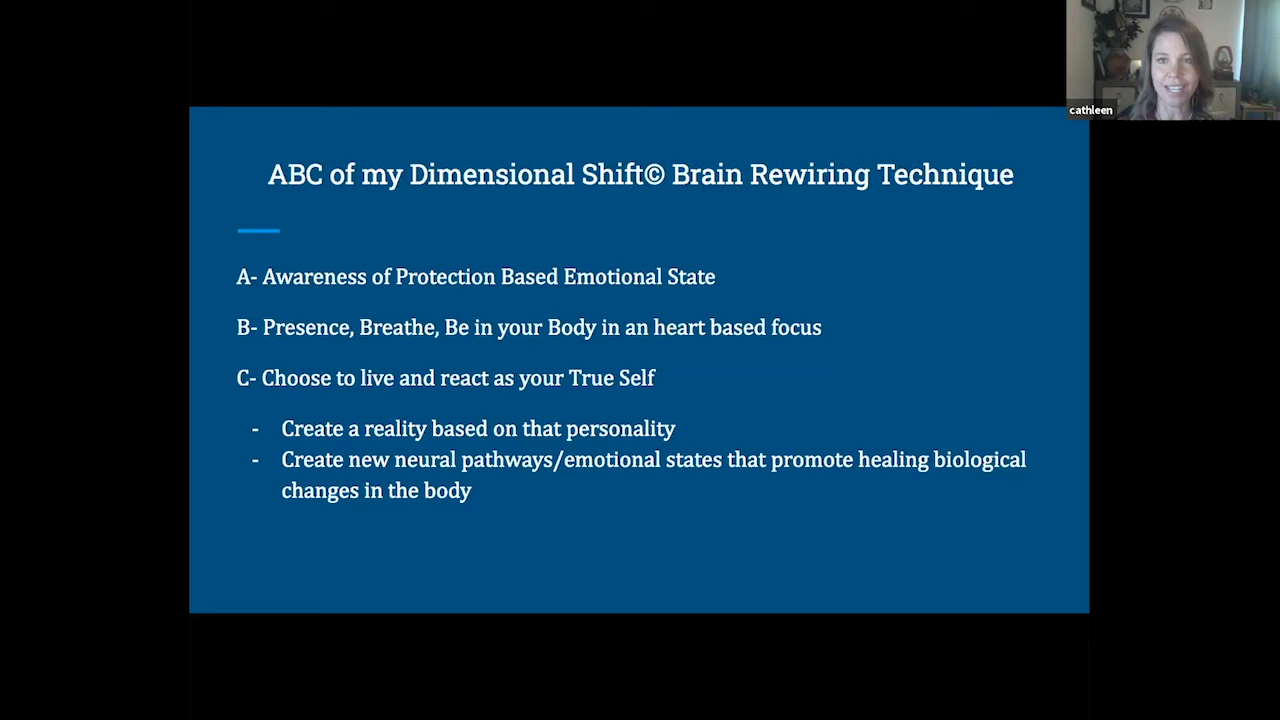 cathleen
ABC of my Dimensional Shift© Brain Rewiring Technique
A- Awareness of Protection Based Emotional State
B- Presence, Breathe, Be in your Body in an heart based focus
C- Choose to live and react as your True Self
- Create a reality based on that personality
- Create new neural pathways/emotional states that promote healing biological
changes in the body